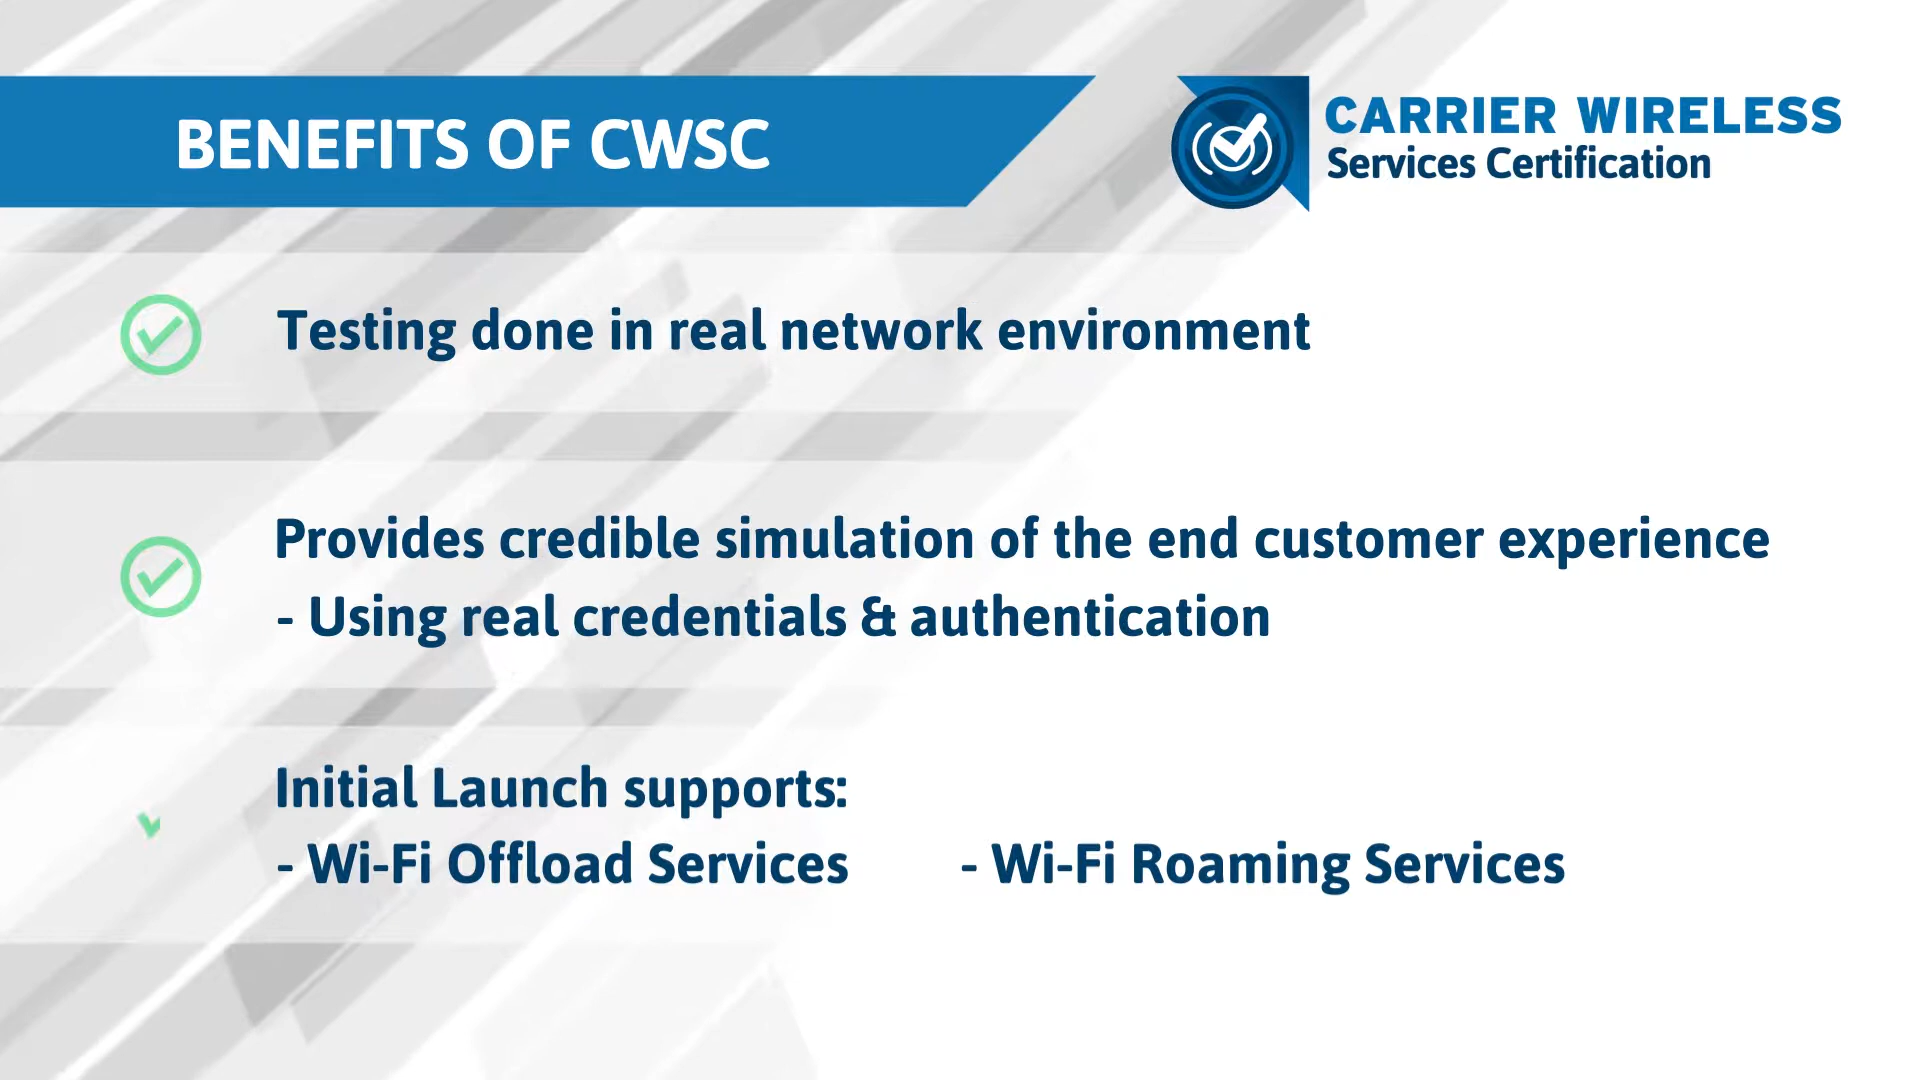 BENEFITS OF CWSC
CARRIER WIRELESS
Services Certification
Testing done in real network environment
Provides credible simulation of the end customer experience
- Using real credentials & authentication
Initial Launch supports:
- Wi-Fi Offload Services - Wi-Fi Roaming Services